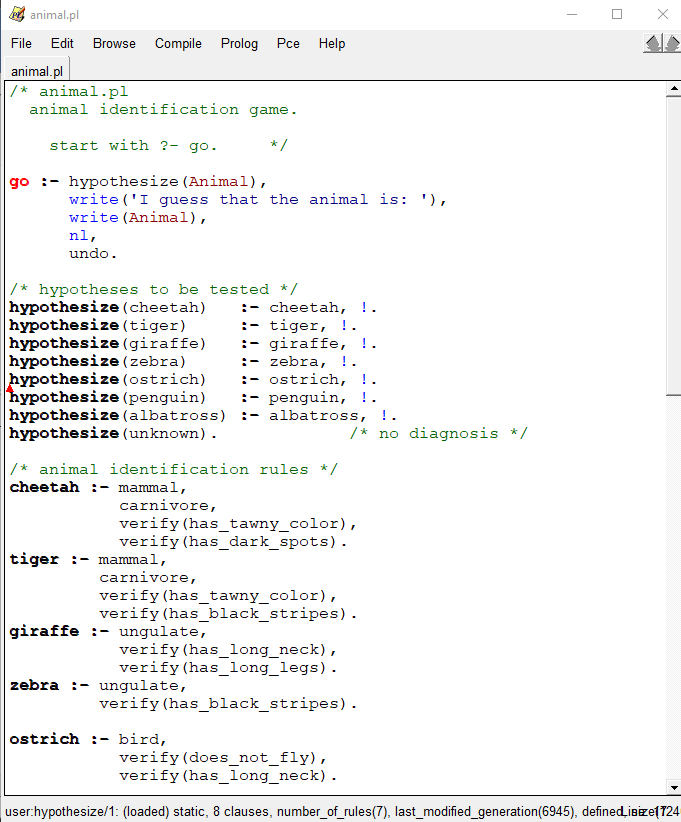 animal.pl
File Edit Browse Compile Prolog Pce Help
animal.pl
/* animal.pl
  animal identification game.

    start with ?- go.     */

go :- hypothesize(Animal),
      write('I guess that the animal is: '),
      write(Animal),
      nl,
      undo.

/* hypotheses to be tested */
hypothesize(cheetah)   :- cheetah, !.
hypothesize(tiger)     :- tiger, !.
hypothesize(giraffe)   :- giraffe, !.
hypothesize(zebra)     :- zebra, !.
hypothesize(ostrich)   :- ostrich, !.
hypothesize(penguin)   :- penguin, !.
hypothesize(albatross) :- albatross, !.
hypothesize(unknown).             /* no diagnosis */

/* animal identification rules */
cheetah :- mammal,
           carnivore,
           verify(has_tawny_color),
           verify(has_dark_spots).
tiger :- mammal,
         carnivore,
         verify(has_tawny_color),
         verify(has_black_stripes).
giraffe :- ungulate,
           verify(has_long_neck),
           verify(has_long_legs).
zebra :- ungulate,
         verify(has_black_stripes).

ostrich :- bird,
           verify(does_not_fly),
           verify(has_long_neck).
user:hypothesize/1: (loaded) static, 8 clauses, number_of_rules(7), last_modified_generation(6945), defined,